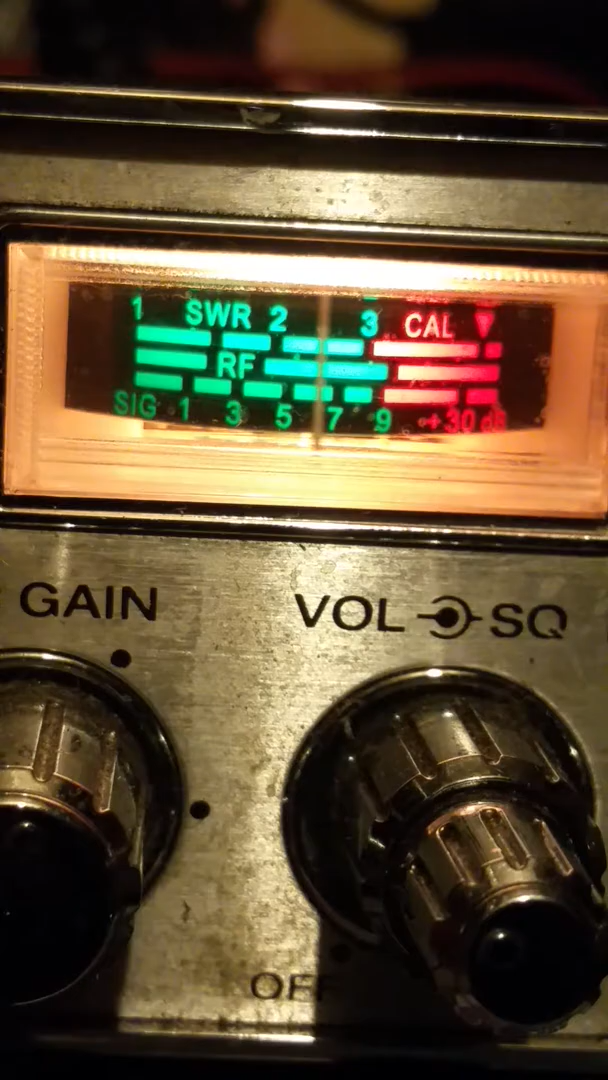 1 SWR 2 3 CAL
RF
SIG 1 3 5 7 9 +30 dB
GAIN VOL SQ
OFF